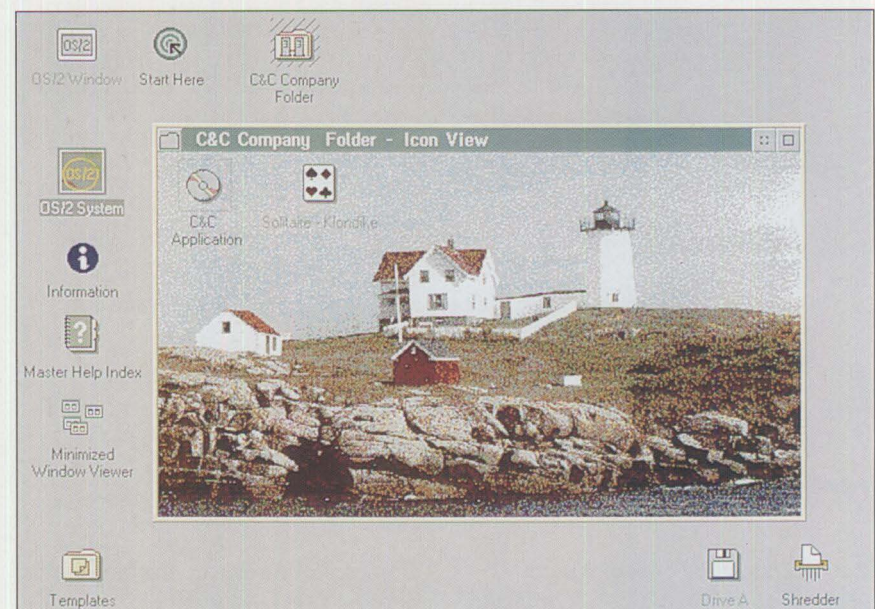 OS/2
OS/2 Window
Start Here
C&C Company
Folder
C&C Company Folder - Icon View
C&C
Application
Solitaire - Klondike
OS/2
OS/2 System
Information
Master Help Index
Minimized
Window Viewer
Templates
Drive A
Shredder